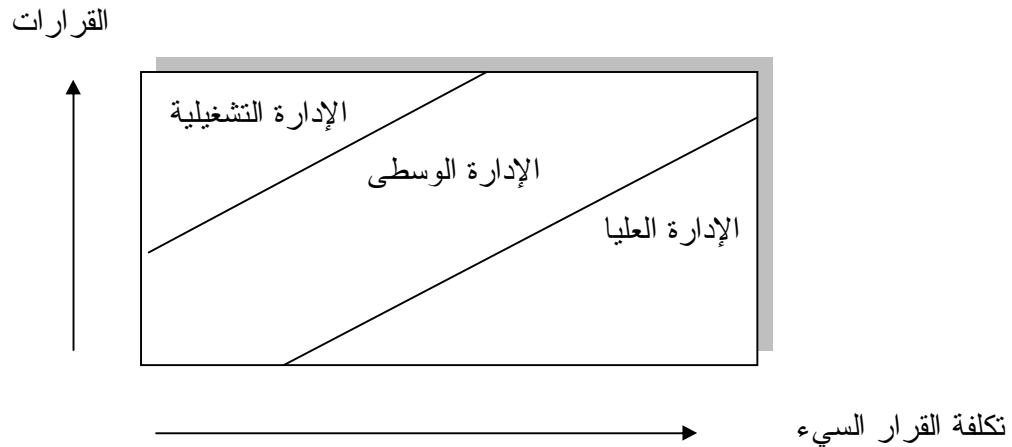 القرارات
الإدارة التشغيلية
الإدارة الوسطى
الإدارة العليا
تكلفة القرار السيء